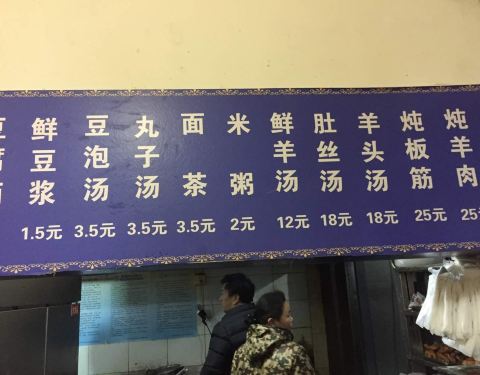 鲜豆浆 1.5元
豆泡汤 3.5元
丸子汤 3.5元
面茶 3.5元
米粥 2元
鲜羊汤 12元
肚丝汤 18元
羊头汤 18元
炖板筋 25元
炖羊肉 25